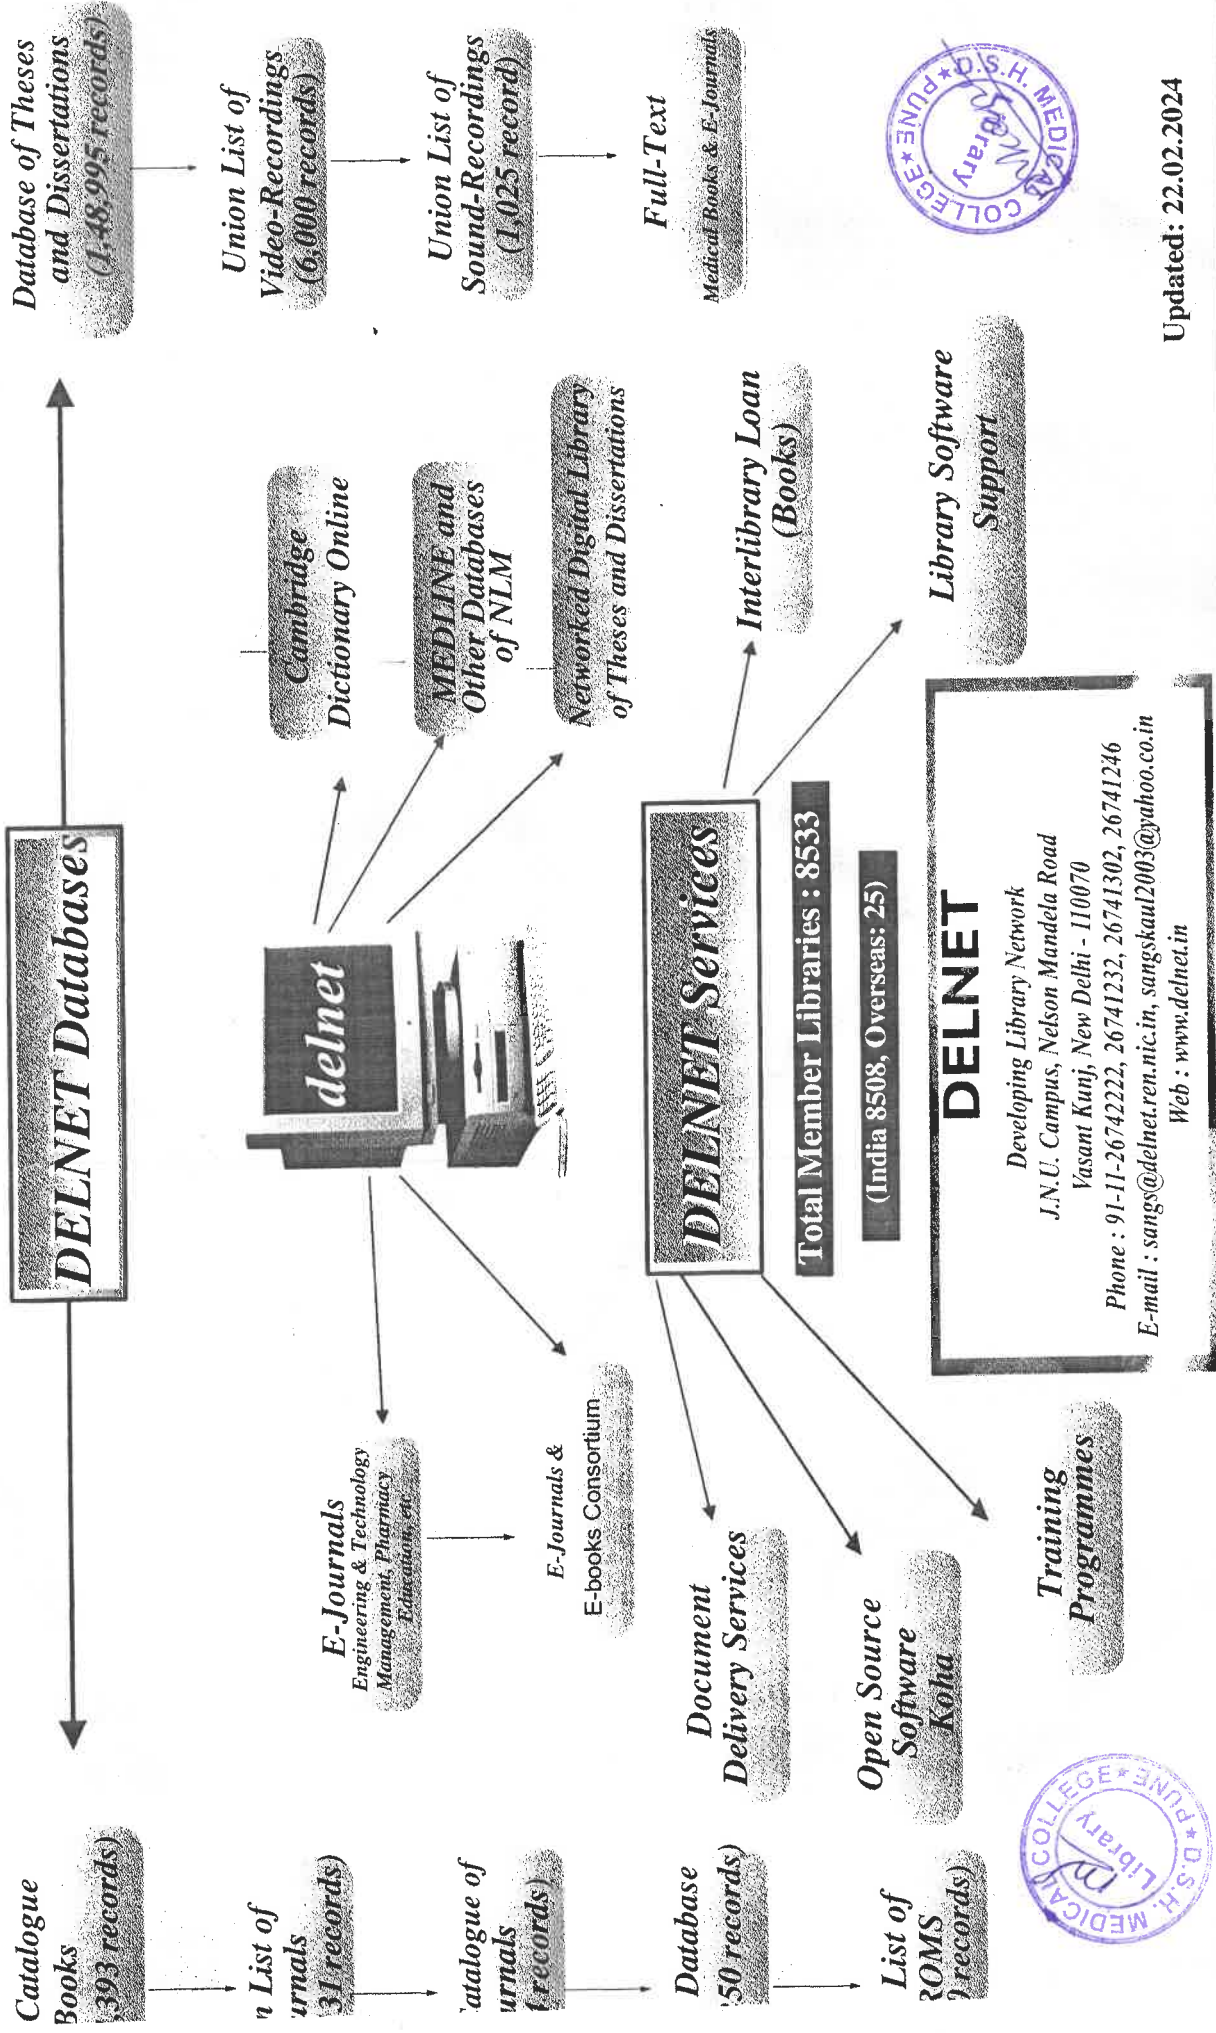 DELNET Databases
Catalogue
Books
,393 records)
List of
31 records)
records)
Database
50 records)
List of
records)
E-Journals
Engineering & Technology
Management, Pharmacy
Education, etc
E-Journals &
E-books Consortium
delnet
Cambridge
Dictionary Online
MEDLINE and
Other Databases
of NLM
Networked Digital Library
of Theses and Dissertations
Database of Theses
and Dissertations
(1,48,995 records)
Union List of
Video-Recordings
(6,000 records)
Union List of
Sound-Recordings
(1,025 record)
Full-Text
Medical Books & E-Journals
DELNET Services
Total Member Libraries : 8533
(India 8508, Overseas: 25)
Document
Delivery Services
Open Source
Software
Koha
Training
Programmes
Interlibrary Loan
(Books)
Library Software
Support
DELNET
Developing Library Network
J.N.U. Campus, Nelson Mandela Road
Vasant Kunj, New Delhi - 110070
Phone : 91-11-26742222, 26741232, 26741302, 26741246
E-mail : sangs@delnet.ren.nic.in, sangskaul2003@yahoo.co.in
Web : www.delnet.in
D.S.H. MEDICAL COLLEGE ★ PUNE ★
Library
D.S.H. MEDICAL COLLEGE ★ PUNE ★
Library
Updated: 22.02.2024